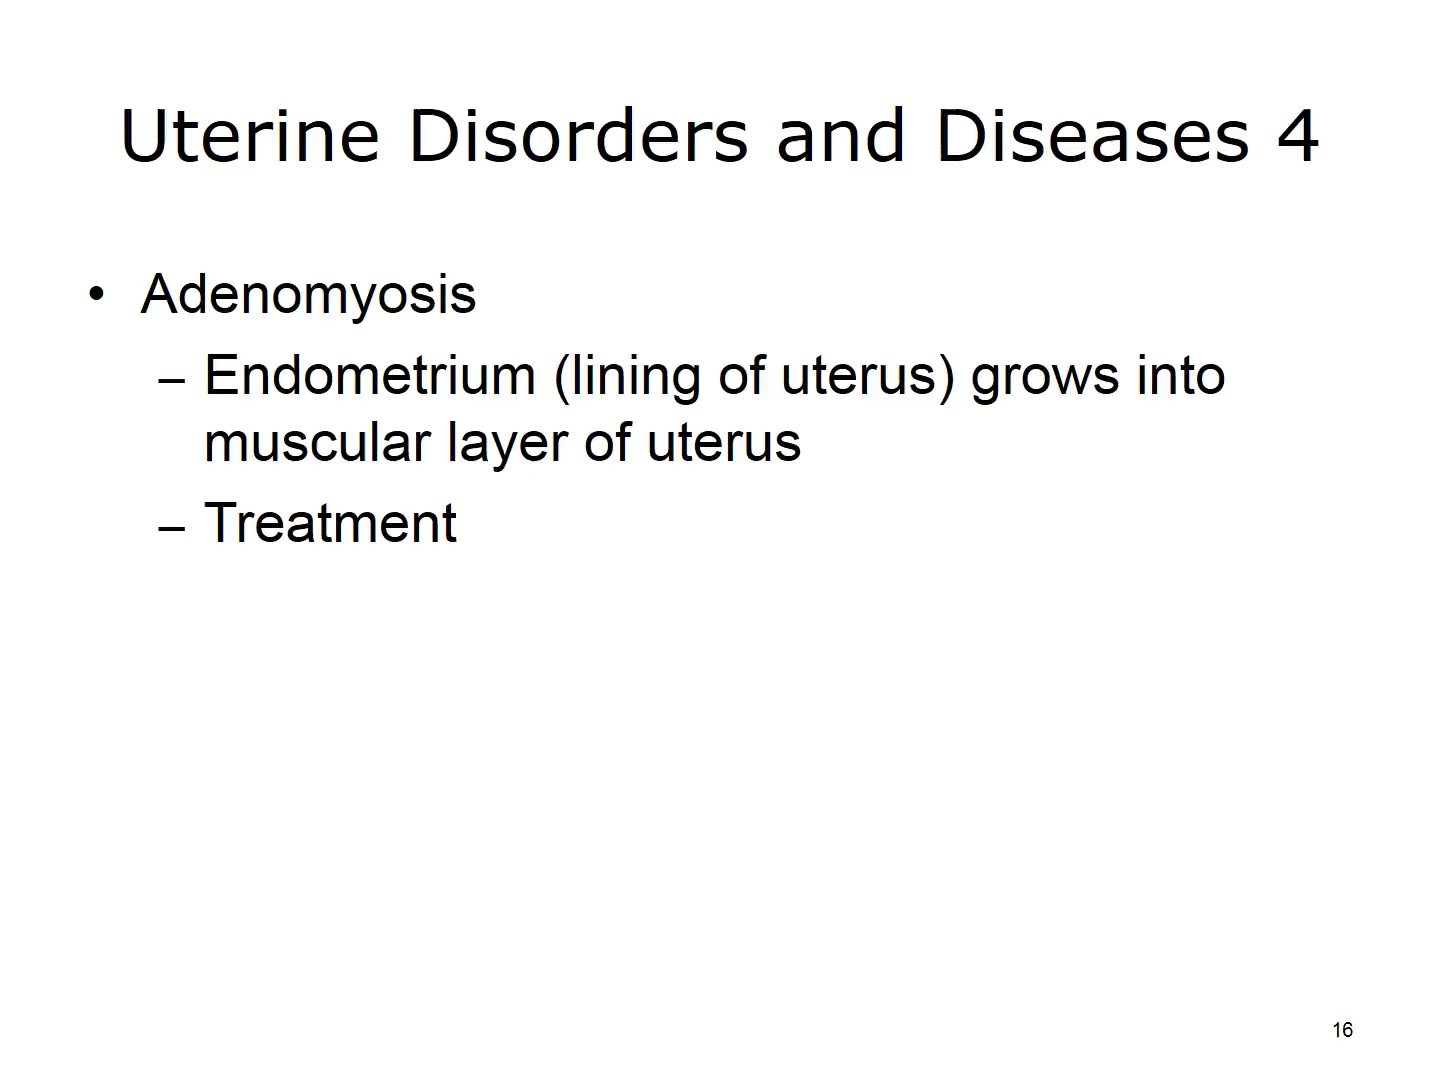 Uterine Disorders and Diseases 4
• Adenomyosis
– Endometrium (lining of uterus) grows into
muscular layer of uterus
– Treatment
16